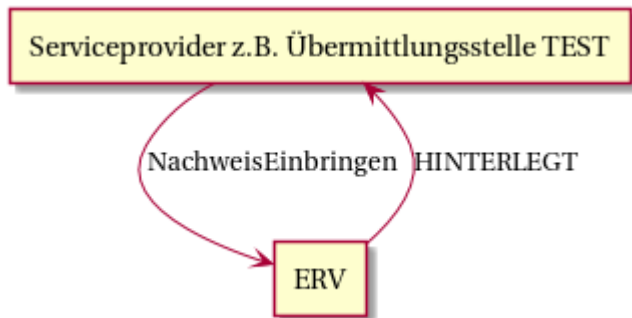 Serviceprovider z.B. Übermittlungsstelle TEST
NachweisEinbringen
HINTERLEGT
ERV